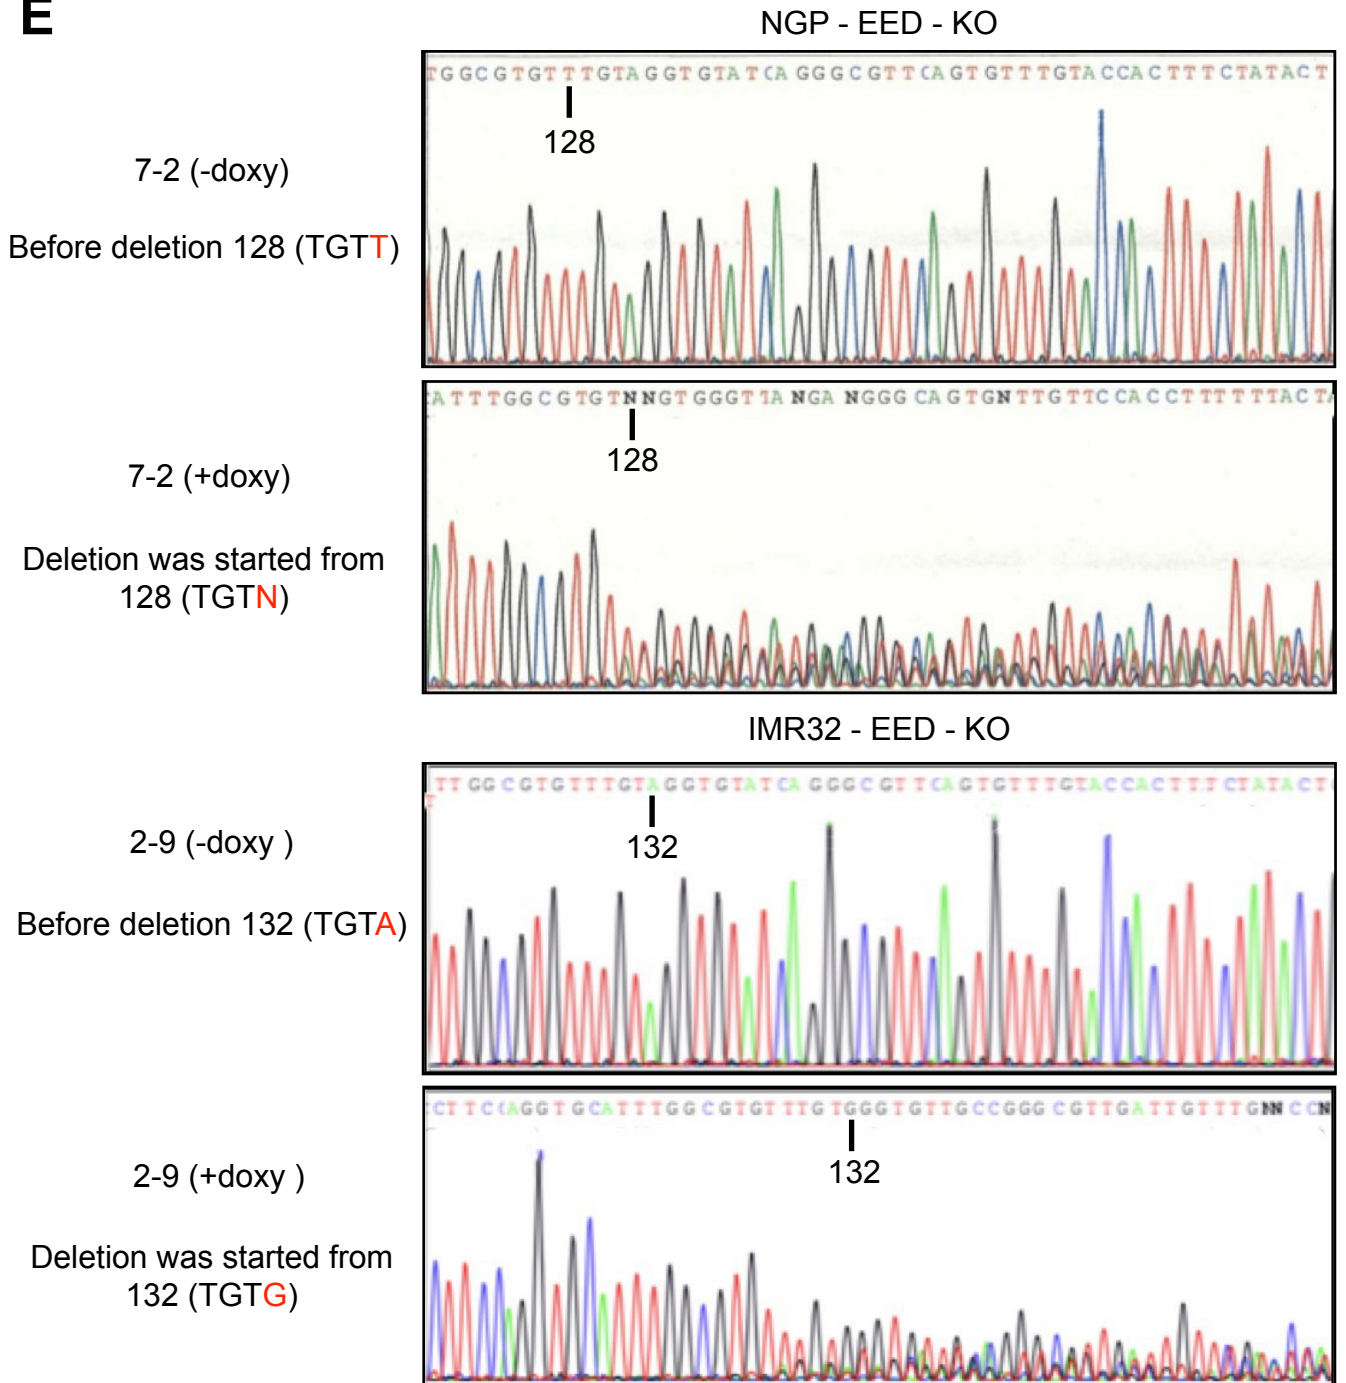 E
NGP - EED - KO
TGGCGTGTTTGTAGGTGTATCAGGGCGTTCAGTGTTTGTACCACTTTCTATACT
128
7-2 (-doxy)
Before deletion 128 (TGTT)
ATTTGGCGTGTNNGTGGGTTANGANGGGCAGTGNTTGTTCCACCTTTTTTACTA
128
7-2 (+doxy)
Deletion was started from
128 (TGTN)
IMR32 - EED - KO
TTGGCGTGTTTGTAGGTGTATCAGGGCGTTCAGTGTTTGTACCACTTTCTATACT
T
132
2-9 (-doxy )
Before deletion 132 (TGTA)
CCTTCCAGGTGCATTTGGCGTGTTTGTGGGTGTTGCCGGGCGTTGATTGTTTGNNCCN
132
2-9 (+doxy )
Deletion was started from
132 (TGTG)